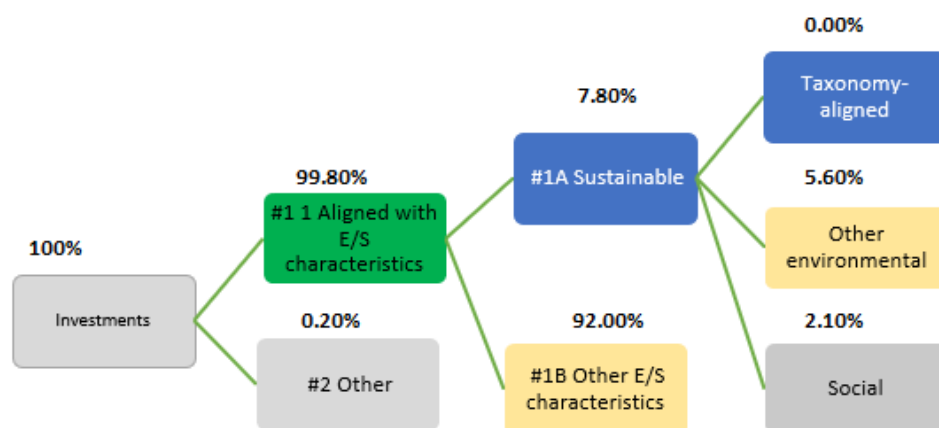 0.00%
Taxonomy-
aligned
7.80%
#1A Sustainable
99.80%
5.60%
#1 1 Aligned with
E/S
characteristics
Other
environmental
100%
Investments
0.20%
92.00%
2.10%
#2 Other
#1B Other E/S
characteristics
Social